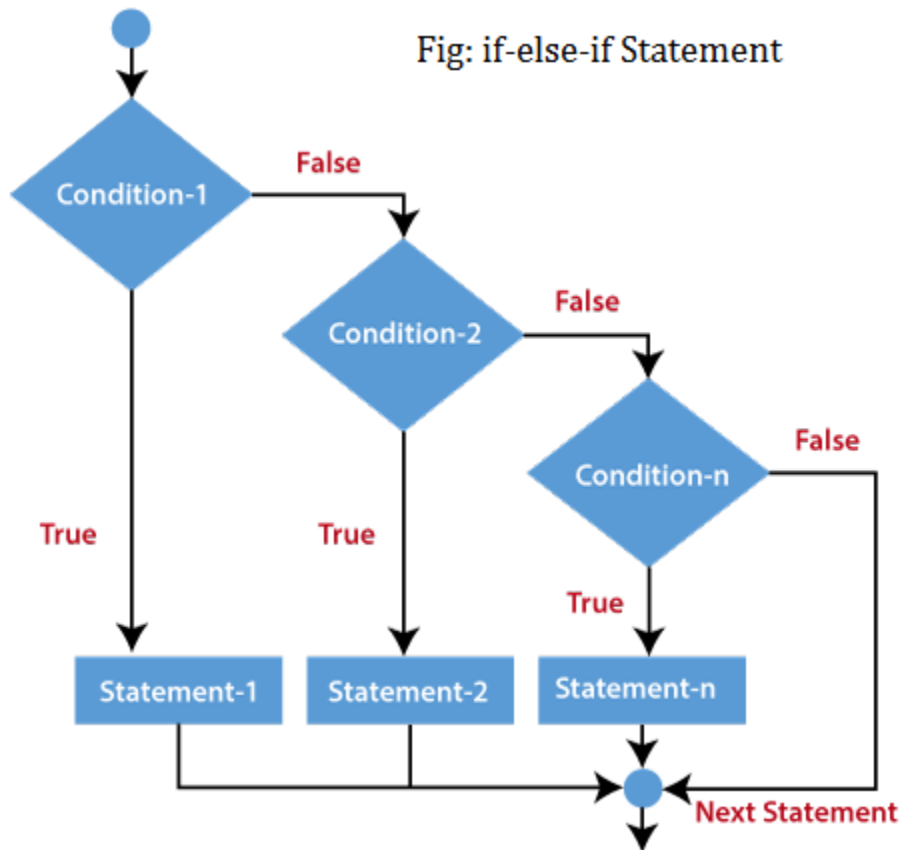 Fig: if-else-if Statement
Condition-1
False
Condition-2
False
Condition-n
False
True
True
True
Statement-1
Statement-2
Statement-n
Next Statement